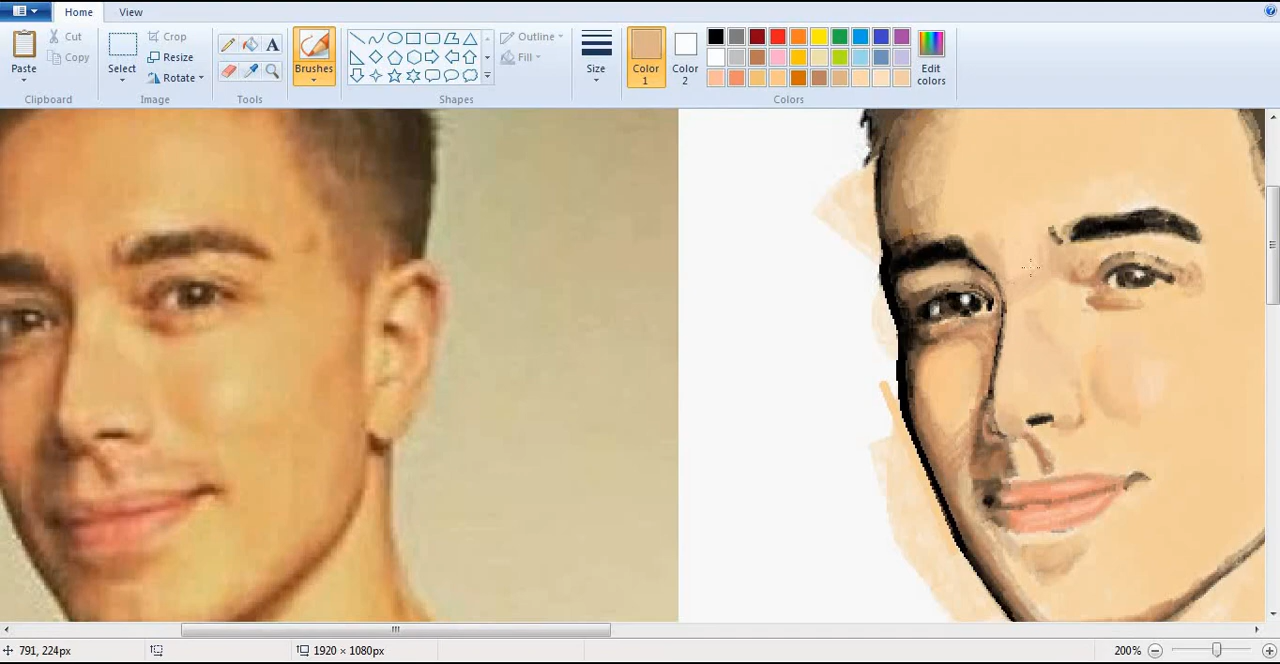 Home View
Cut
Copy
Paste
Clipboard
Crop
Resize
Rotate
Select
Image
A
Tools
Brushes
Outline
Fill
Shapes
Size
Color
1
Color
2
Edit
colors
Colors
791, 224px
1920 × 1080px
200%